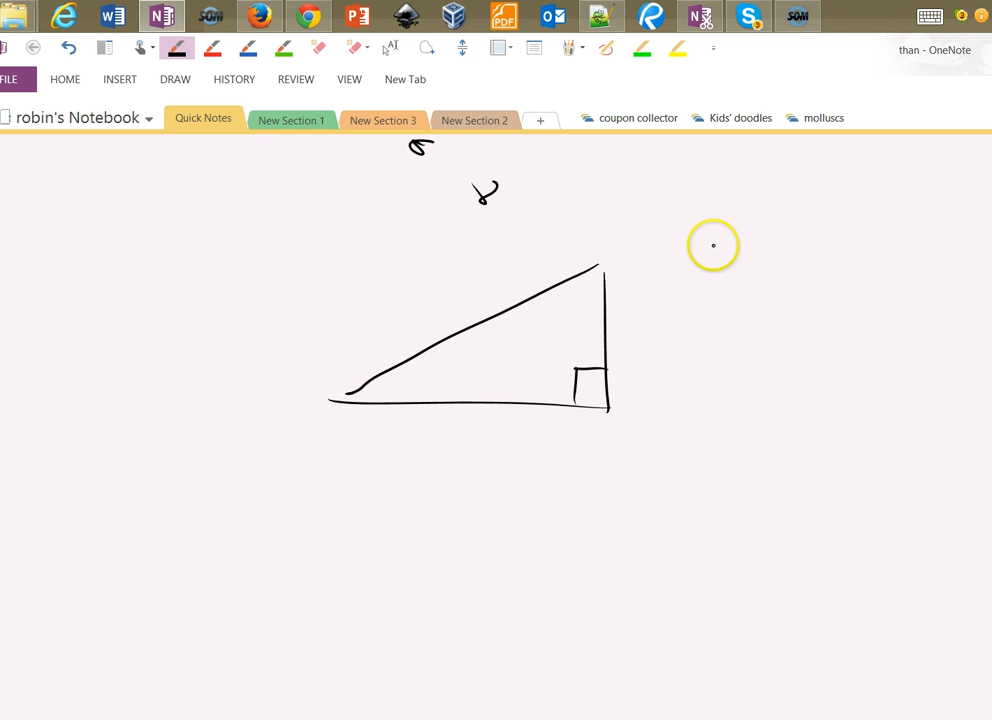 than - OneNote
FILE HOME INSERT DRAW HISTORY REVIEW VIEW New Tab
robin's Notebook Quick Notes New Section 1 New Section 3 New Section 2 + coupon collector Kids' doodles molluscs